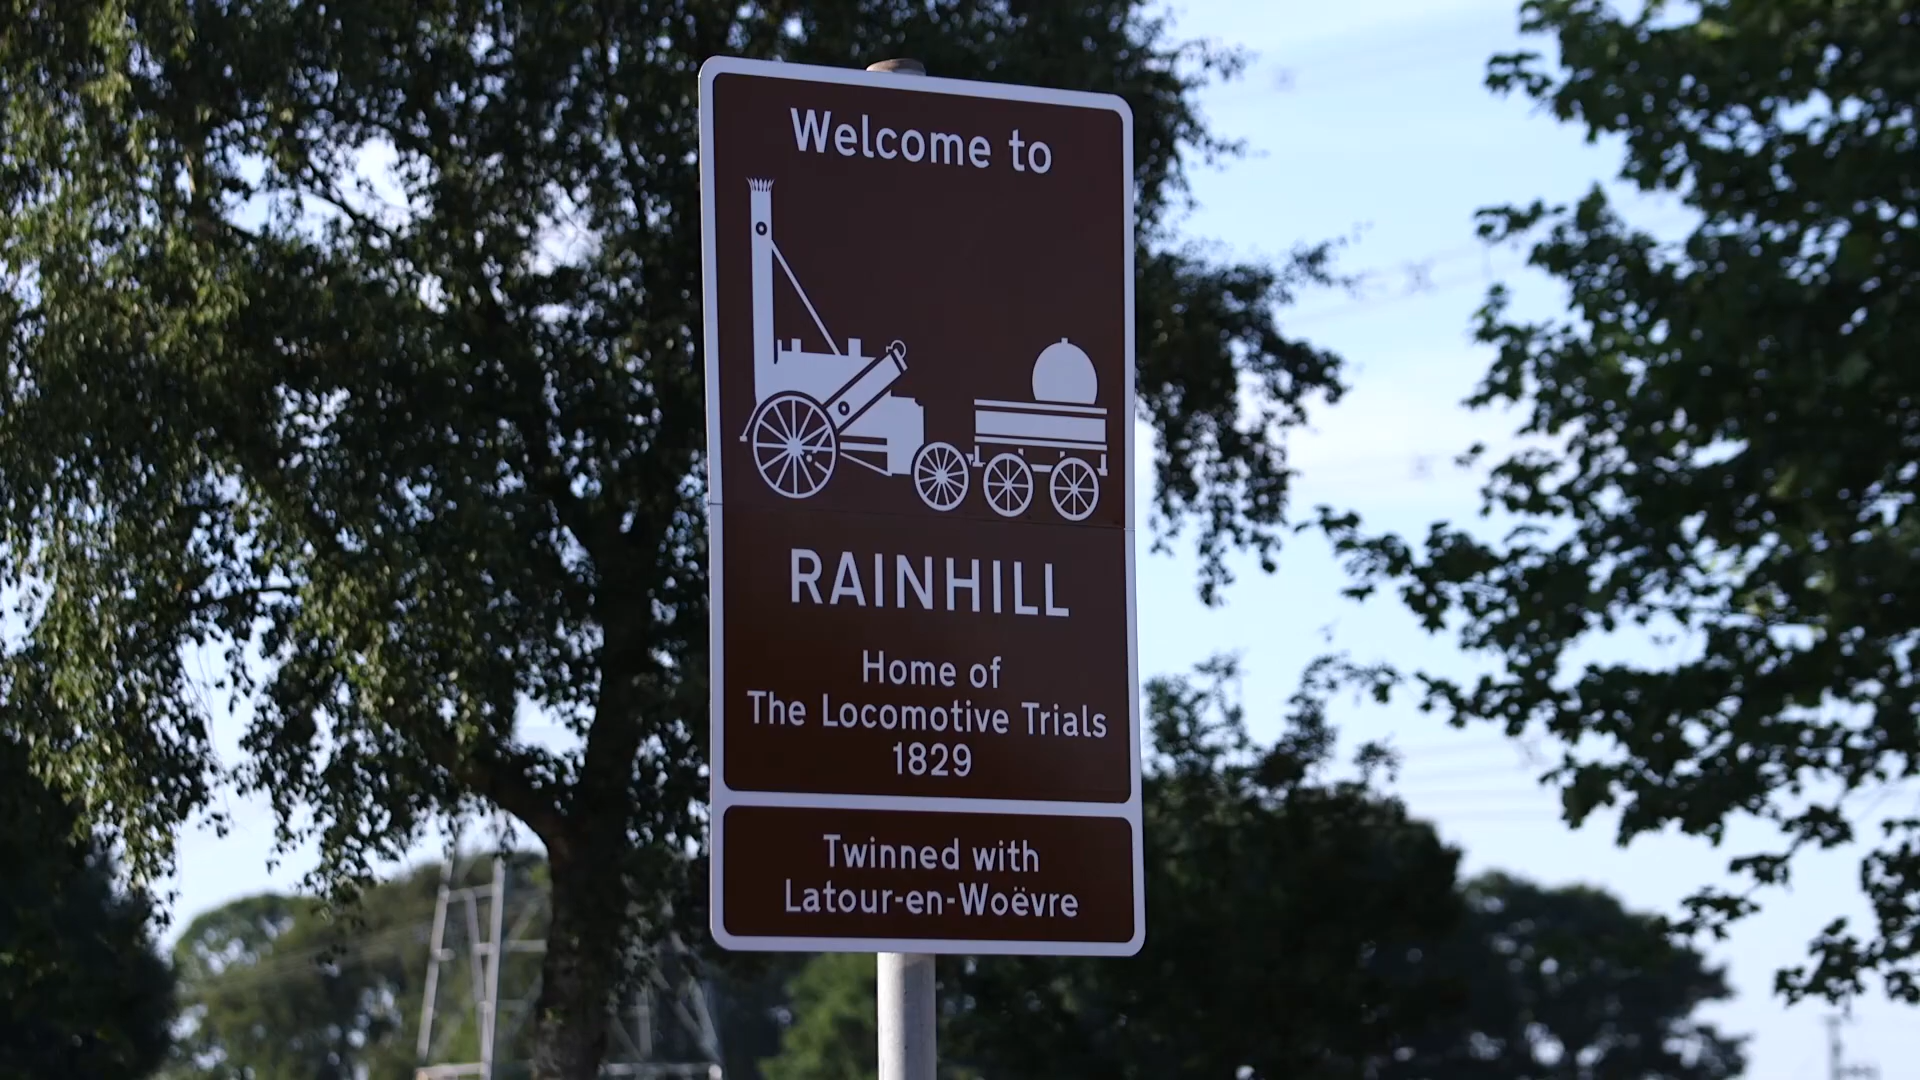 Welcome to
RAINHILL
Home of
The Locomotive Trials
1829
Twinned with
Latour-en-Woëvre